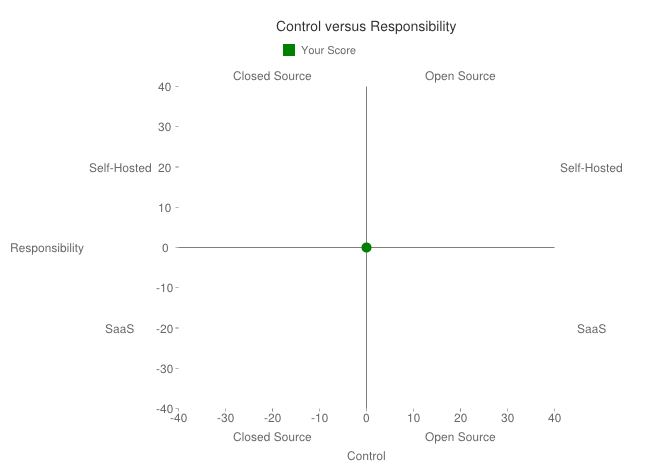 Control versus Responsibility
Your Score
Closed Source Open Source
40
30
Self-Hosted 20 Self-Hosted
10
Responsibility 0
-10
SaaS -20 SaaS
-30
-40
-40 -30 -20 -10 0 10 20 30 40
Closed Source Open Source
Control